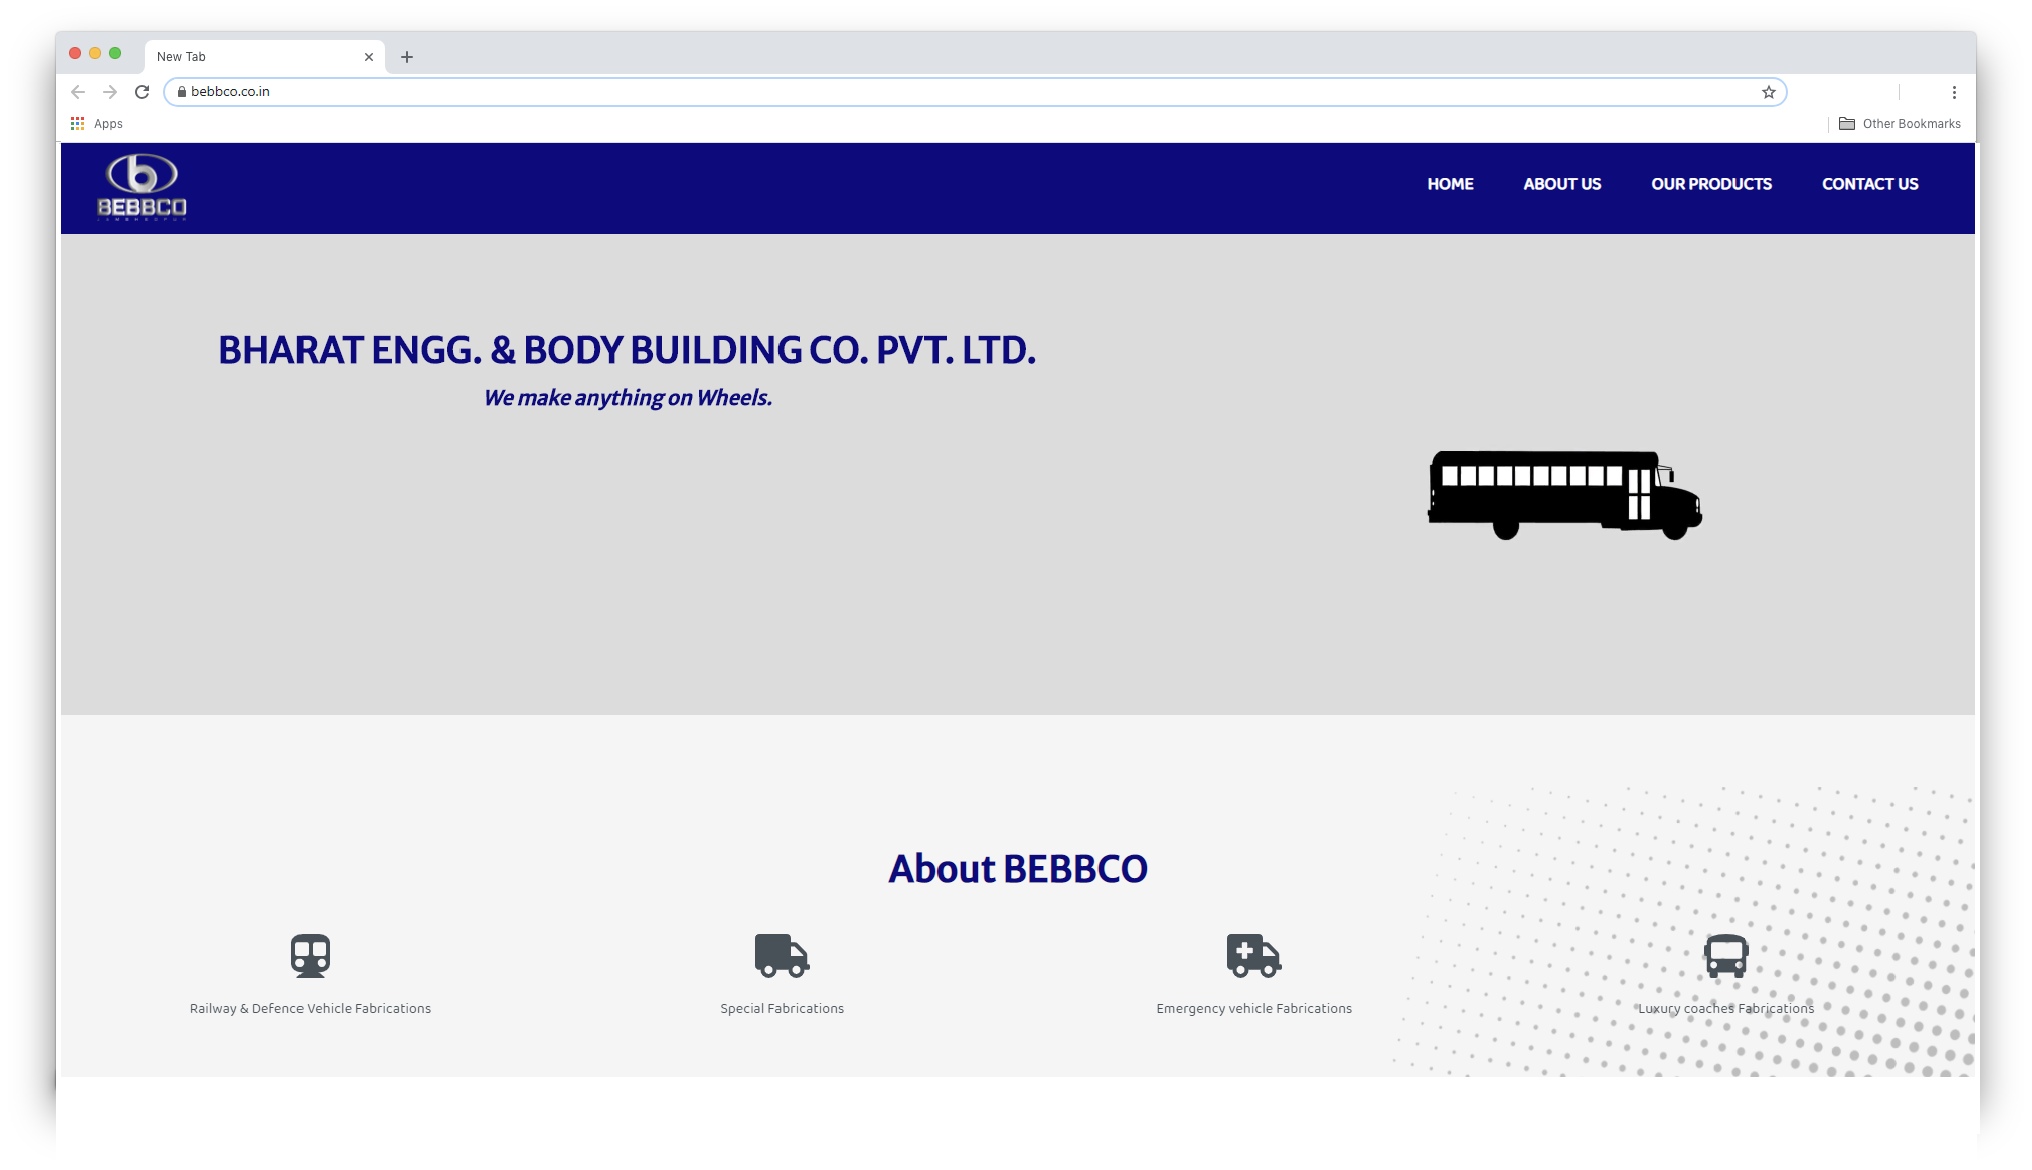 New Tab
bebbco.co.in
Apps
Other Bookmarks
b
BEBBCO
HOME ABOUT US OUR PRODUCTS CONTACT US
BHARAT ENGG. & BODY BUILDING CO. PVT. LTD.
We make anything on Wheels.
About BEBBCO
Railway & Defence Vehicle Fabrications
Special Fabrications
Emergency vehicle Fabrications
Luxury coaches Fabrications